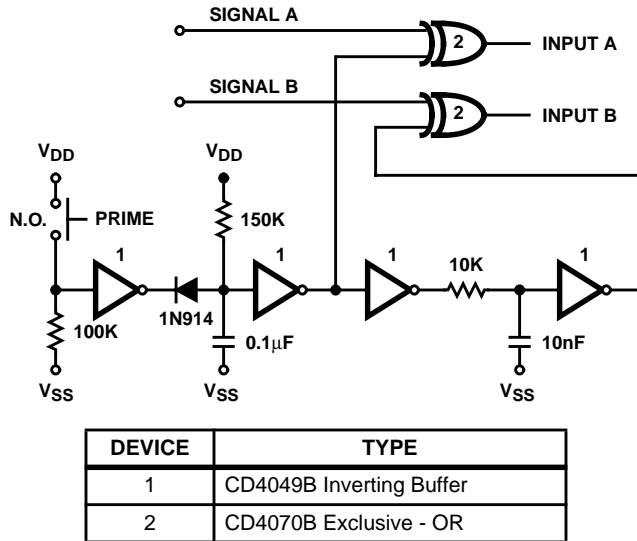 SIGNAL A
2
INPUT A
SIGNAL B
2
INPUT B
VDD
VDD
N.O.
PRIME
150K
1
1
1
10K
1
1N914
100K
0.1μF
10nF
VSS
VSS
VSS
DEVICE TYPE
1 CD4049B Inverting Buffer
2 CD4070B Exclusive - OR